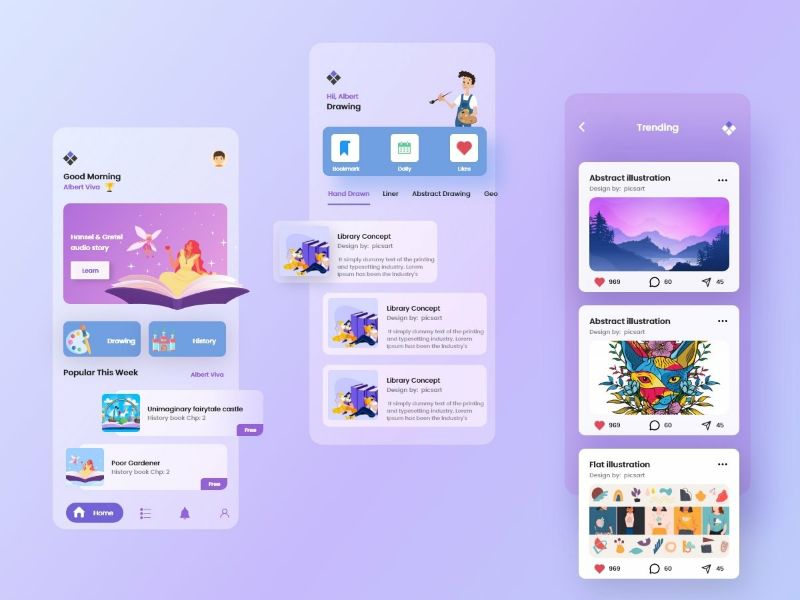 Good Morning
Albert Viva
Hansel & Gretel
audio story
Learn
Drawing
History
Popular This Week
Albert Viva
Unimaginary fairytale castle
History book Chp: 2
Free
Poor Gardener
History book Chp: 2
Free
Home
Hii, Albert
Drawing
Bookmark
Daily
Likes
Hand Drawn
Liner
Abstract Drawing
Geo
Library Concept
Design by: picsart
It simply dummy text of the printing
and typesetting industry. Lorem
Ipsum has been the industry's
Library Concept
Design by: picsart
It simply dummy text of the printing
and typesetting industry. Lorem
Ipsum has been the industry's
Library Concept
Design by: picsart
It simply dummy text of the printing
and typesetting industry. Lorem
Ipsum has been the industry's
Trending
Abstract illustration
Design by: picsart
969
60
45
Abstract illustration
Design by: picsart
969
60
45
Flat illustration
Design by: picsart
969
60
45